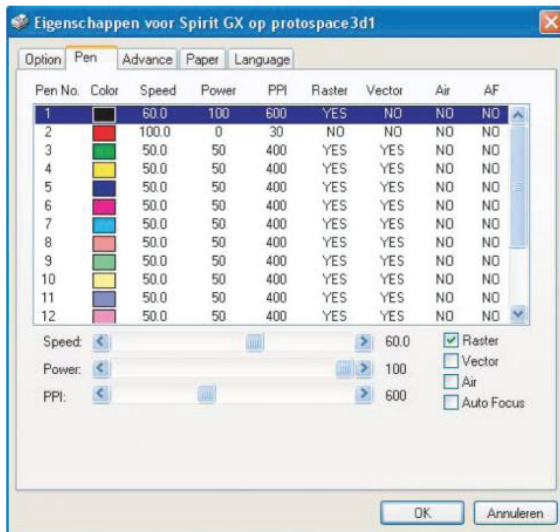 Eigenschappen voor Spirit GX op protospace3d1
Option Pen Advance Paper Language
Pen No. Color Speed Power PPI Raster Vector Air AF
1 60.0 100 600 YES NO NO NO
2 100.0 0 30 NO NO NO NO
3 50.0 50 400 YES YES NO NO
4 50.0 50 400 YES YES NO NO
5 50.0 50 400 YES YES NO NO
6 50.0 50 400 YES YES NO NO
7 50.0 50 400 YES YES NO NO
8 50.0 50 400 YES YES NO NO
9 50.0 50 400 YES YES NO NO
10 50.0 50 400 YES YES NO NO
11 50.0 50 400 YES YES NO NO
12 50.0 50 400 YES YES NO NO
Speed: 60.0 Raster
Power: 100 Vector
PPI: 600 Air
Auto Focus
OK Annuleren